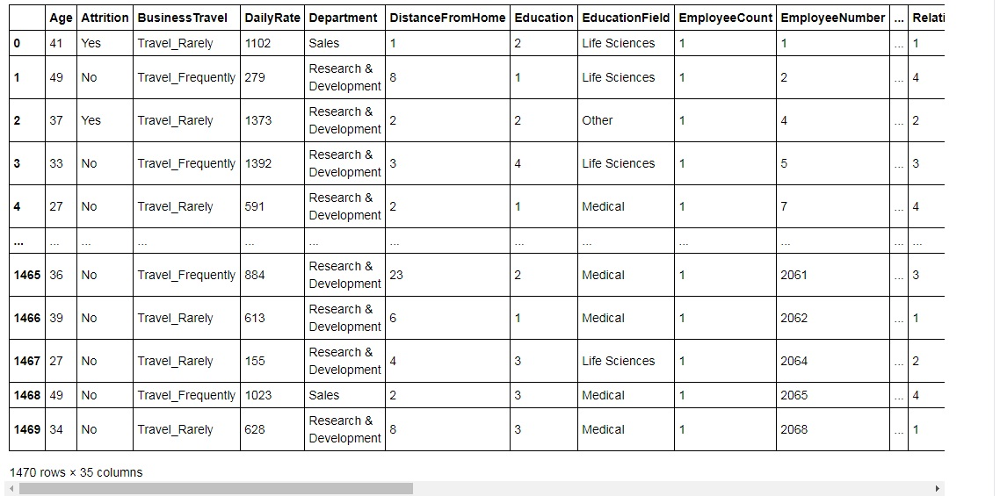 Age Attrition BusinessTravel DailyRate Department DistanceFromHome Education EducationField EmployeeCount EmployeeNumber ... Relati
0 41 Yes Travel_Rarely 1102 Sales 1 2 Life Sciences 1 1 ... 1
1 49 No Travel_Frequently 279 Research & Development 8 1 Life Sciences 1 2 ... 4
2 37 Yes Travel_Rarely 1373 Research & Development 2 2 Other 1 4 ... 2
3 33 No Travel_Frequently 1392 Research & Development 3 4 Life Sciences 1 5 ... 3
4 27 No Travel_Rarely 591 Research & Development 2 1 Medical 1 7 ... 4
... ... ... ... ... ... ... ... ... ... ... ... ...
1465 36 No Travel_Frequently 884 Research & Development 23 2 Medical 1 2061 ... 3
1466 39 No Travel_Rarely 613 Research & Development 6 1 Medical 1 2062 ... 1
1467 27 No Travel_Rarely 155 Research & Development 4 3 Life Sciences 1 2064 ... 2
1468 49 No Travel_Frequently 1023 Sales 2 3 Medical 1 2065 ... 4
1469 34 No Travel_Rarely 628 Research & Development 8 3 Medical 1 2068 ... 1
1470 rows × 35 columns